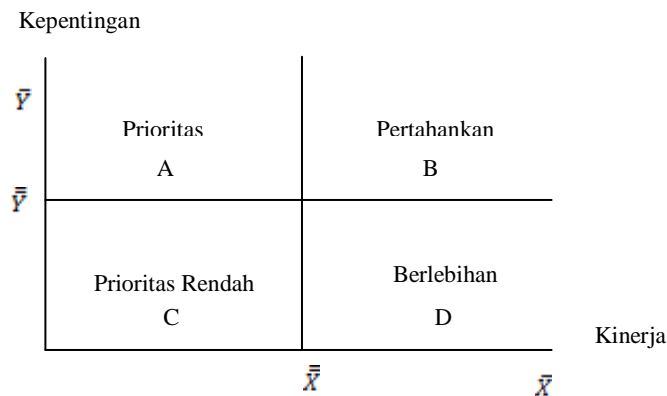 Kepentingan
Ȳ
Prioritas
Pertahankan
A
B
Y̿
Prioritas Rendah
Berlebihan
C
D
Kinerja
X̿
X̄